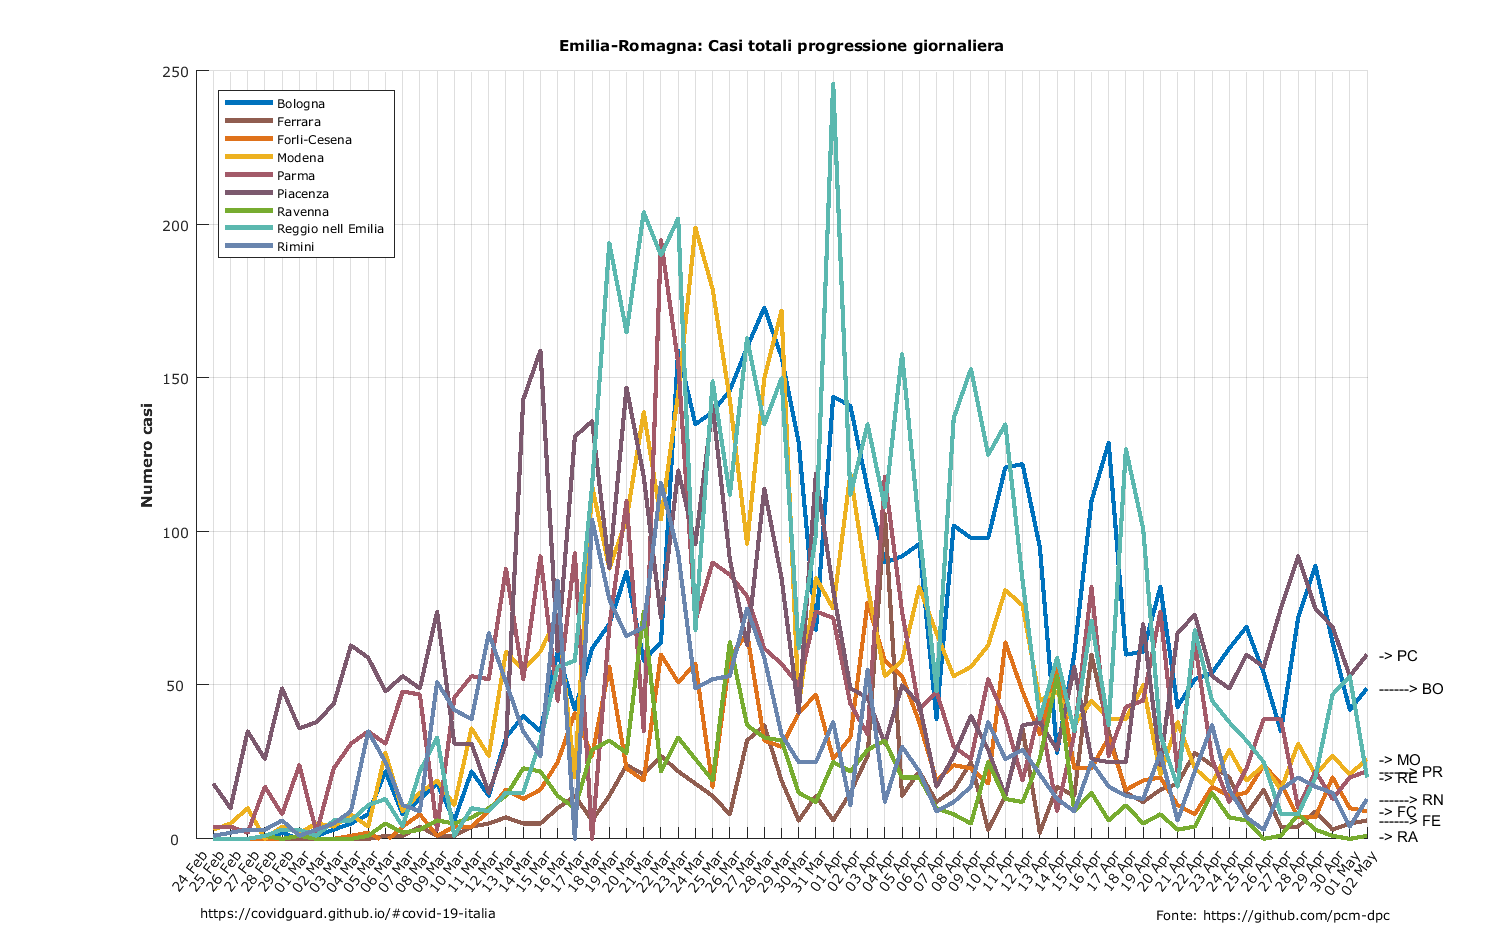 Emilia-Romagna: Casi totali progressione giornaliera
250
200
150
100
50
0
Numero casi
Bologna
Ferrara
Forli-Cesena
Modena
Parma
Piacenza
Ravenna
Reggio nell Emilia
Rimini
-> PC
------> BO
-> MO
-----> PR
-> RE
------> RN
-> FC
------> FE
-> RA
24 Feb
25 Feb
26 Feb
27 Feb
28 Feb
29 Feb
01 Mar
02 Mar
03 Mar
04 Mar
05 Mar
06 Mar
07 Mar
08 Mar
09 Mar
10 Mar
11 Mar
12 Mar
13 Mar
14 Mar
15 Mar
16 Mar
17 Mar
18 Mar
19 Mar
20 Mar
21 Mar
22 Mar
23 Mar
24 Mar
25 Mar
26 Mar
27 Mar
28 Mar
29 Mar
30 Mar
31 Mar
01 Apr
02 Apr
03 Apr
04 Apr
05 Apr
06 Apr
07 Apr
08 Apr
09 Apr
10 Apr
11 Apr
12 Apr
13 Apr
14 Apr
15 Apr
16 Apr
17 Apr
18 Apr
19 Apr
20 Apr
21 Apr
22 Apr
23 Apr
24 Apr
25 Apr
26 Apr
27 Apr
28 Apr
29 Apr
30 Apr
01 May
02 May
https://covidguard.github.io/#covid-19-italia
Fonte: https://github.com/pcm-dpc